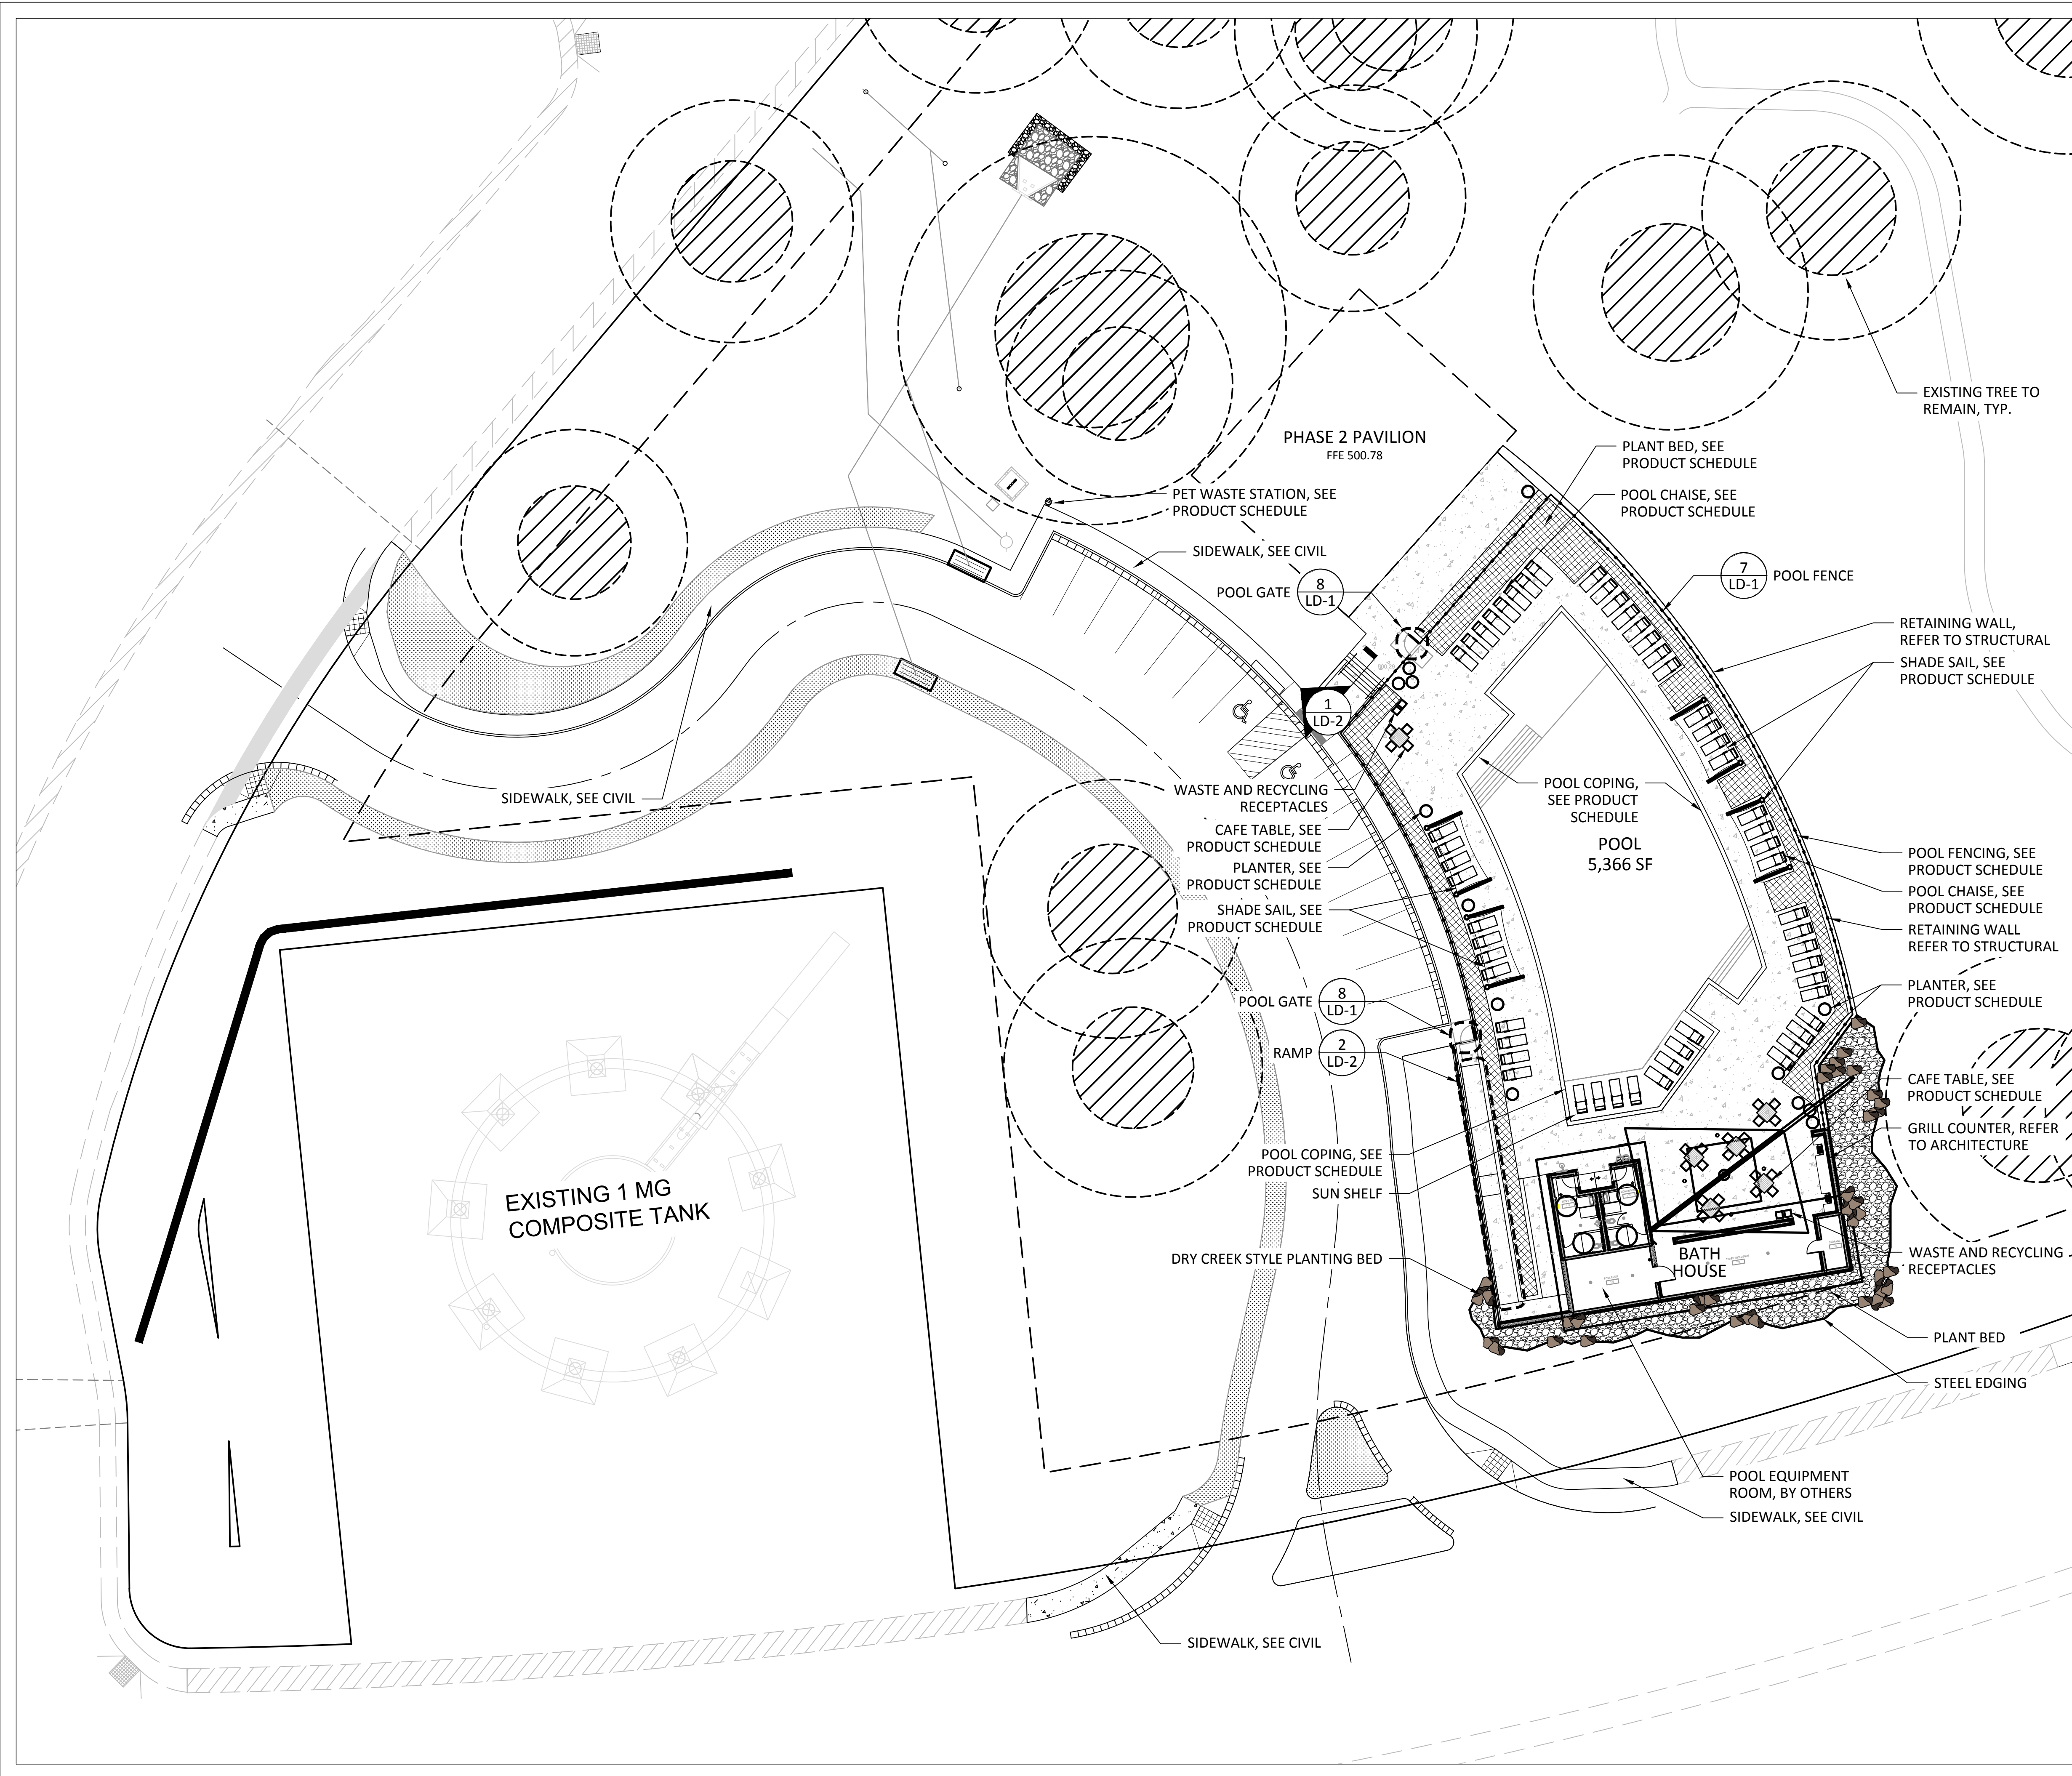 EXISTING TREE TO
REMAIN, TYP.
PHASE 2 PAVILION
FFE 500.78
PLANT BED, SEE
PRODUCT SCHEDULE
POOL CHAISE, SEE
PRODUCT SCHEDULE
PET WASTE STATION, SEE
PRODUCT SCHEDULE
SIDEWALK, SEE CIVIL
7
LD-1
POOL FENCE
POOL GATE
8
LD-1
RETAINING WALL,
REFER TO STRUCTURAL
SHADE SAIL, SEE
PRODUCT SCHEDULE
1
LD-2
SIDEWALK, SEE CIVIL
WASTE AND RECYCLING
RECEPTACLES
CAFE TABLE, SEE
PRODUCT SCHEDULE
PLANTER, SEE
PRODUCT SCHEDULE
SHADE SAIL, SEE
PRODUCT SCHEDULE
POOL COPING,
SEE PRODUCT
SCHEDULE
POOL
5,366 SF
POOL FENCING, SEE
PRODUCT SCHEDULE
POOL CHAISE, SEE
PRODUCT SCHEDULE
RETAINING WALL
REFER TO STRUCTURAL
PLANTER, SEE
PRODUCT SCHEDULE
POOL GATE
8
LD-1
RAMP
2
LD-2
CAFE TABLE, SEE
PRODUCT SCHEDULE
GRILL COUNTER, REFER
TO ARCHITECTURE
POOL COPING, SEE
PRODUCT SCHEDULE
SUN SHELF
EXISTING 1 MG
COMPOSITE TANK
DRY CREEK STYLE PLANTING BED
BATH
HOUSE
WASTE AND RECYCLING
RECEPTACLES
PLANT BED
STEEL EDGING
POOL EQUIPMENT
ROOM, BY OTHERS
SIDEWALK, SEE CIVIL
SIDEWALK, SEE CIVIL